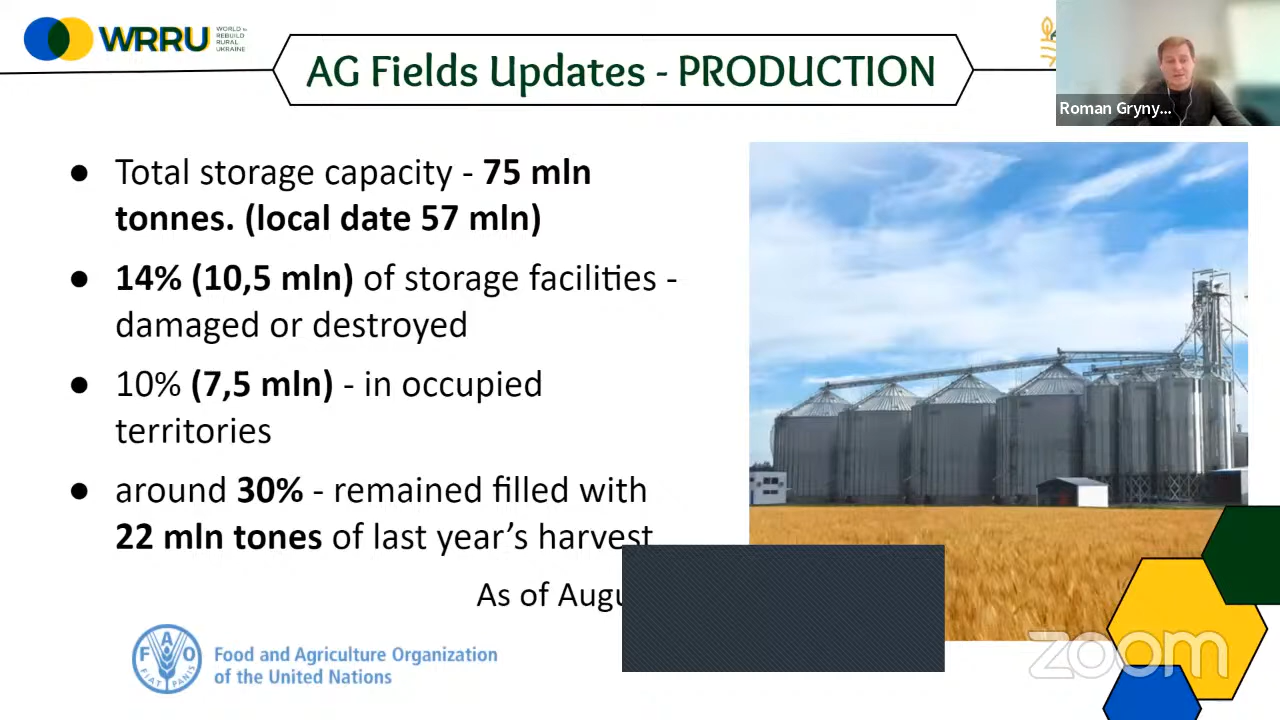 WRRU
WORLD to
REBUILD
RURAL
UKRAINE
AG Fields Updates - PRODUCTION
Roman Gryny...
● Total storage capacity - 75 mln
tonnes. (local date 57 mln)
● 14% (10,5 mln) of storage facilities -
damaged or destroyed
● 10% (7,5 mln) - in occupied
territories
● around 30% - remained filled with
22 mln tones of last year’s harvest
As of
F A O
FIAT PANIS
Food and Agriculture Organization
of the United Nations
zoom